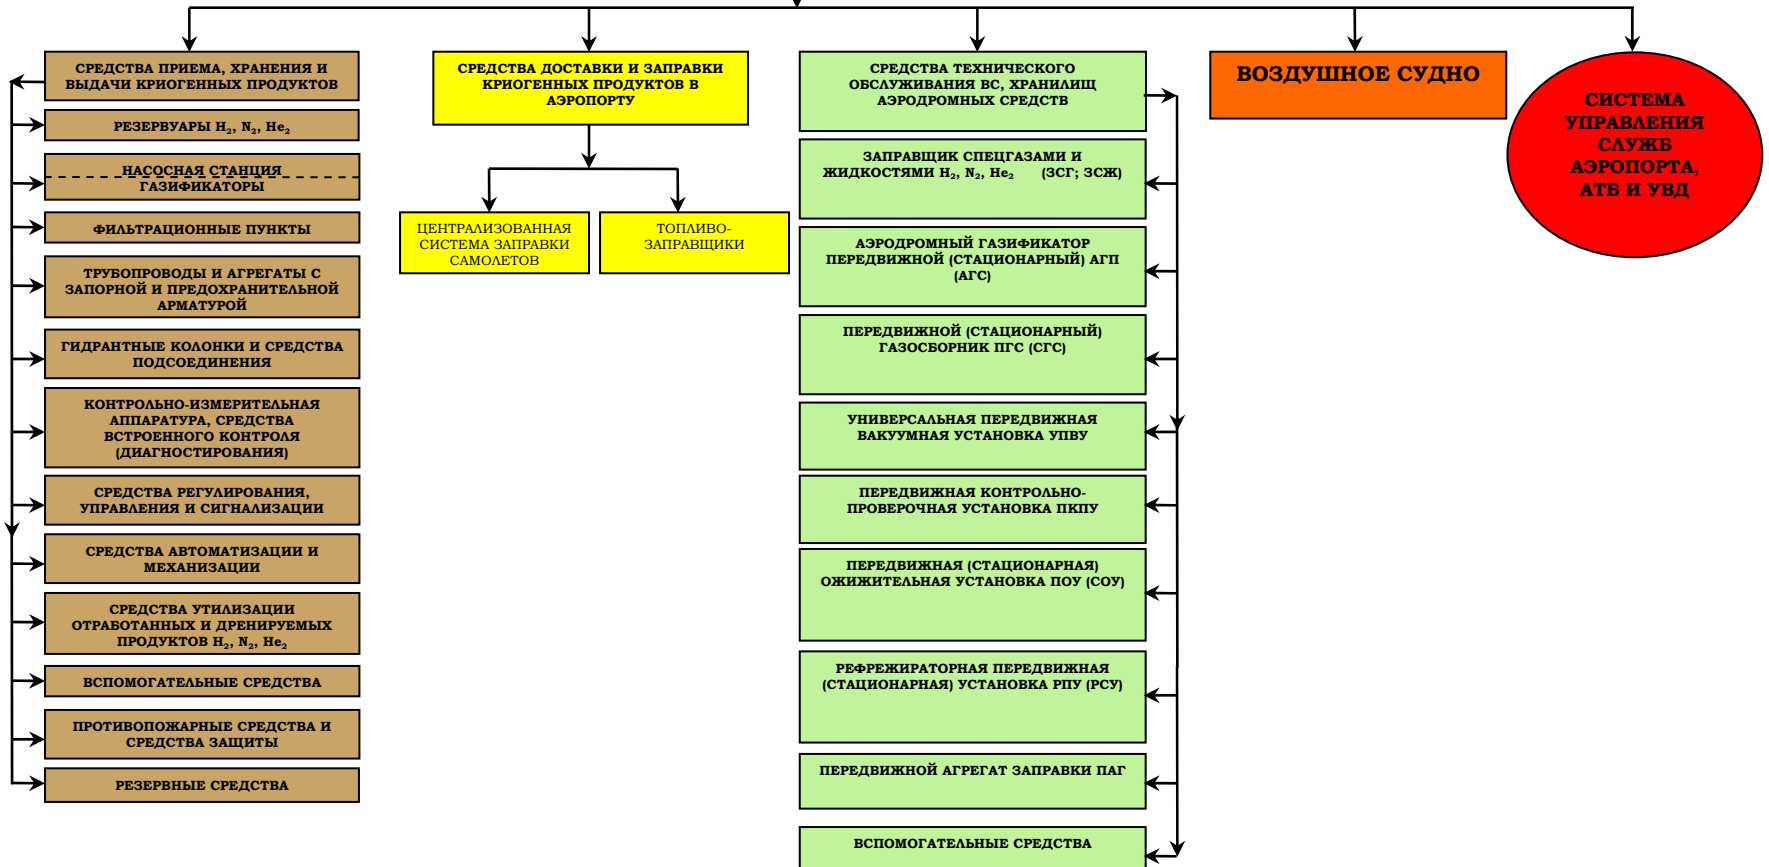 СРЕДСТВА ПРИЕМА, ХРАНЕНИЯ И
ВЫДАЧИ КРИОГЕННЫХ ПРОДУКТОВ
РЕЗЕРВУАРЫ H₂, N₂, He₂
НАСОСНАЯ СТАНЦИЯ
ГАЗИФИКАТОРЫ
ФИЛЬТРАЦИОННЫЕ ПУНКТЫ
ТРУБОПРОВОДЫ И АГРЕГАТЫ С
ЗАПОРНОЙ И ПРЕДОХРАНИТЕЛЬНОЙ
АРМАТУРОЙ
ГИДРАНТНЫЕ КОЛОНКИ И СРЕДСТВА
ПОДСОЕДИНЕНИЯ
КОНТРОЛЬНО-ИЗМЕРИТЕЛЬНАЯ
АППАРАТУРА, СРЕДСТВА
ВСТРОЕННОГО КОНТРОЛЯ
(ДИАГНОСТИРОВАНИЯ)
СРЕДСТВА РЕГУЛИРОВАНИЯ,
УПРАВЛЕНИЯ И СИГНАЛИЗАЦИИ
СРЕДСТВА АВТОМАТИЗАЦИИ И
МЕХАНИЗАЦИИ
СРЕДСТВА УТИЛИЗАЦИИ
ОТРАБОТАННЫХ И ДРЕНИРУЕМЫХ
ПРОДУКТОВ H₂, N₂, He₂
ВСПОМОГАТЕЛЬНЫЕ СРЕДСТВА
ПРОТИВОПОЖАРНЫЕ СРЕДСТВА И
СРЕДСТВА ЗАЩИТЫ
РЕЗЕРВНЫЕ СРЕДСТВА
СРЕДСТВА ДОСТАВКИ И ЗАПРАВКИ
КРИОГЕННЫХ ПРОДУКТОВ В
АЭРОПОРТУ
ЦЕНТРАЛИЗОВАННАЯ
СИСТЕМА ЗАПРАВКИ
САМОЛЕТОВ
ТОПЛИВО-
ЗАПРАВЩИКИ
СРЕДСТВА ТЕХНИЧЕСКОГО
ОБСЛУЖИВАНИЯ ВС, ХРАНИЛИЩ
АЭРОДРОМНЫХ СРЕДСТВ
ЗАПРАВЩИК СПЕЦГАЗАМИ И
ЖИДКОСТЯМИ H₂, N₂, He₂ (ЗСГ; ЗСЖ)
АЭРОДРОМНЫЙ ГАЗИФИКАТОР
ПЕРЕДВИЖНОЙ (СТАЦИОНАРНЫЙ) АГП
(АГС)
ПЕРЕДВИЖНОЙ (СТАЦИОНАРНЫЙ)
ГАЗОСБОРНИК ПГС (СГС)
УНИВЕРСАЛЬНАЯ ПЕРЕДВИЖНАЯ
ВАКУУМНАЯ УСТАНОВКА УПВУ
ПЕРЕДВИЖНАЯ КОНТРОЛЬНО-
ПРОВЕРОЧНАЯ УСТАНОВКА ПКПУ
ПЕРЕДВИЖНАЯ (СТАЦИОНАРНАЯ)
ОЖИЖИТЕЛЬНАЯ УСТАНОВКА ПОУ (СОУ)
РЕФРЕЖИРАТОРНАЯ ПЕРЕДВИЖНАЯ
(СТАЦИОНАРНАЯ) УСТАНОВКА РПУ (РСУ)
ПЕРЕДВИЖНОЙ АГРЕГАТ ЗАПРАВКИ ПАГ
ВСПОМОГАТЕЛЬНЫЕ СРЕДСТВА
ВОЗДУШНОЕ СУДНО
СИСТЕМА
УПРАВЛЕНИЯ
СЛУЖБ
АЭРОПОРТА,
АТБ И УВД